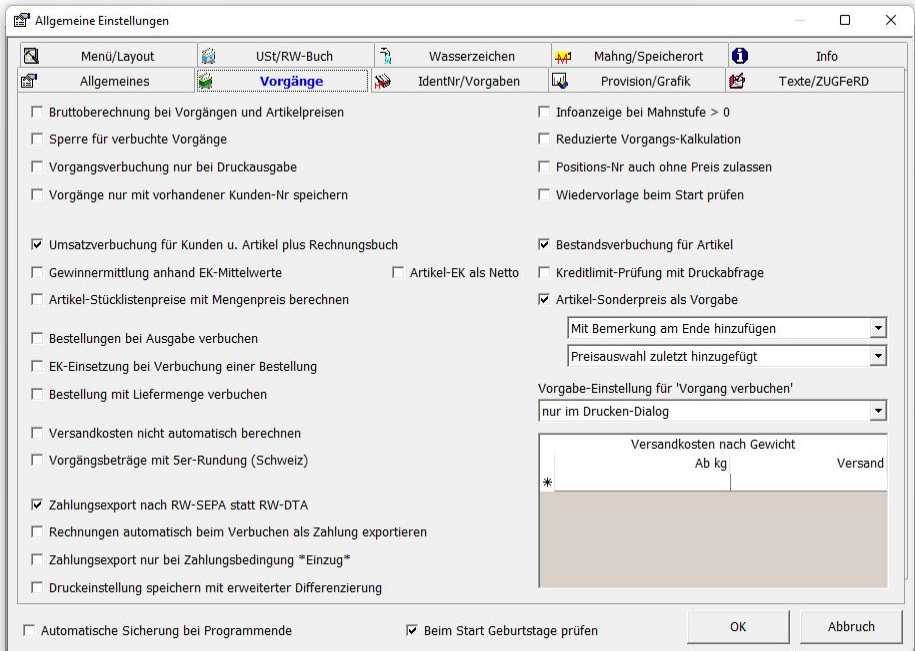 Allgemeine Einstellungen
Menü/Layout USt/RW-Buch Wasserzeichen Mahng/Speicherort Info
Allgemeines Vorgänge IdentNr/Vorgaben Provision/Grafik Texte/ZUGFeRD
Bruttoberechnung bei Vorgängen und Artikelpreisen
Sperre für verbuchte Vorgänge
Vorgangsverbuchung nur bei Druckausgabe
Vorgänge nur mit vorhandener Kunden-Nr speichern
Infoanzeige bei Mahnstufe > 0
Reduzierte Vorgangs-Kalkulation
Positions-Nr auch ohne Preis zulassen
Wiedervorlage beim Start prüfen
Umsatzverbuchung für Kunden u. Artikel plus Rechnungsbuch
Gewinnermittlung anhand EK-Mittelwerte
Artikel-EK als Netto
Artikel-Stücklistenpreise mit Mengenpreis berechnen
Bestandsverbuchung für Artikel
Kreditlimit-Prüfung mit Druckabfrage
Artikel-Sonderpreis als Vorgabe
Mit Bemerkung am Ende hinzufügen
Preisauswahl zuletzt hinzugefügt
Bestellungen bei Ausgabe verbuchen
EK-Einsetzung bei Verbuchung einer Bestellung
Bestellung mit Liefermenge verbuchen
Vorgabe-Einstellung für 'Vorgang verbuchen'
nur im Drucken-Dialog
Versandkosten nicht automatisch berechnen
Vorgängsbeträge mit 5er-Rundung (Schweiz)
Versandkosten nach Gewicht
Ab kg Versand
Zahlungsexport nach RW-SEPA statt RW-DTA
Rechnungen automatisch beim Verbuchen als Zahlung exportieren
Zahlungsexport nur bei Zahlungsbedingung *Einzug*
Druckeinstellung speichern mit erweiterter Differenzierung
Automatische Sicherung bei Programmende
Beim Start Geburtstage prüfen
OK Abbruch